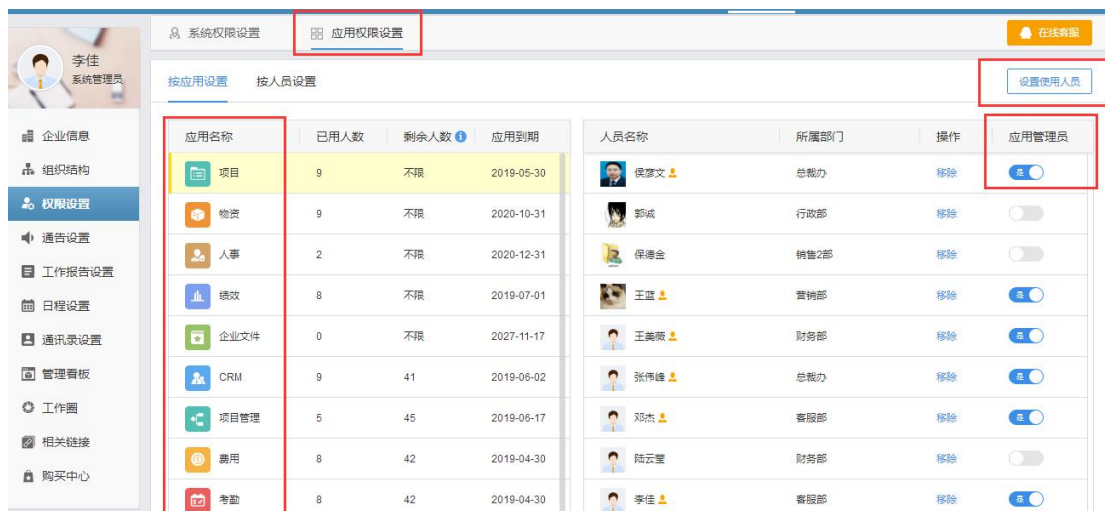 系统权限设置 应用权限设置 在线客服
李佳
系统管理员
按应用设置 按人员设置 设置使用人员
企业信息
组织结构
权限设置
通告设置
工作报告设置
日程设置
通讯录设置
管理看板
工作圈
相关链接
购买中心
应用名称 已用人数 剩余人数 应用到期
项目 9 不限 2019-05-30
物资 9 不限 2020-10-31
人事 2 不限 2020-12-31
绩效 8 不限 2019-07-01
企业文件 0 不限 2027-11-17
CRM 9 41 2019-06-02
项目管理 5 45 2019-06-17
费用 8 42 2019-04-30
考勤 8 42 2019-04-30
人员名称 所属部门 操作 应用管理员
侯彦文 总裁办 移除 是
郭诚 行政部 移除
保德金 销售2部 移除
王蓝 营销部 移除 是
王美薇 财务部 移除 是
张伟峰 总裁办 移除 是
邓杰 客服部 移除 是
陆云莹 财务部 移除
李佳 客服部 移除 是